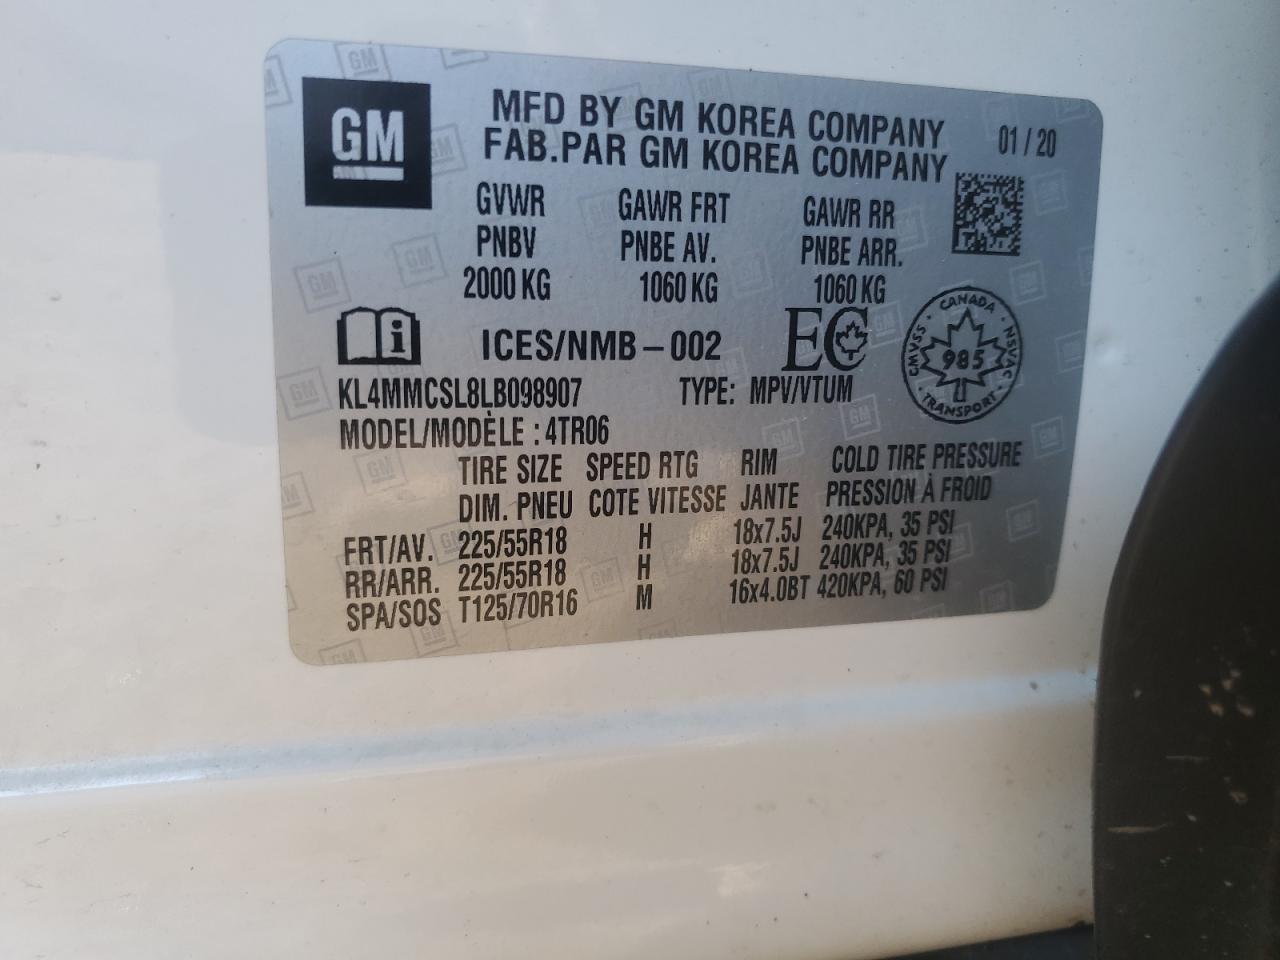 GM
MFD BY GM KOREA COMPANY 01 / 20
FAB.PAR GM KOREA COMPANY
GVWR GAWR FRT GAWR RR
PNBV PNBE AV. PNBE ARR.
2000 KG 1060 KG 1060 KG
i ICES/NMB – 002 EC
CANADA
CMVSS · NSVAC
985
TRANSPORT
KL4MMCSL8LB098907 TYPE: MPV/VTUM
MODEL/MODÈLE : 4TR06
TIRE SIZE SPEED RTG RIM COLD TIRE PRESSURE
DIM. PNEU COTE VITESSE JANTE PRESSION À FROID
FRT/AV. 225/55R18 H 18x7.5J 240KPA, 35 PSI
RR/ARR. 225/55R18 H 18x7.5J 240KPA, 35 PSI
SPA/SOS T125/70R16 M 16x4.0BT 420KPA, 60 PSI